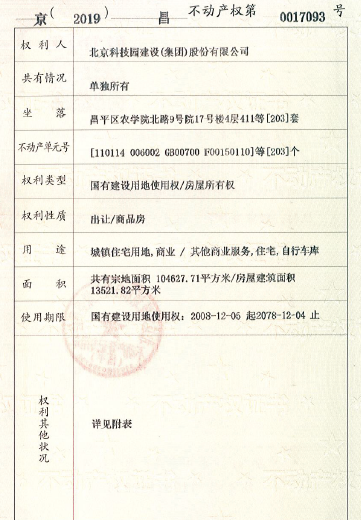 京( 2019 ) 昌 不动产权第 0017093 号
权利人 北京科技园建设(集团)股份有限公司
共有情况 单独所有
坐落 昌平区农学院北路9号院17号楼4层411等[203]套
不动产单元号 [110114 006002 GB00700 F00150110]等[203]个
权利类型 国有建设用地使用权/房屋所有权
权利性质 出让/商品房
用途 城镇住宅用地,商业 / 其他商业服务,住宅,自行车库
面积 共有宗地面积 104627.71平方米/房屋建筑面积
13521.82平方米
使用期限 国有建设用地使用权: 2008-12-05 起2078-12-04 止
权利其他状况 详见附表